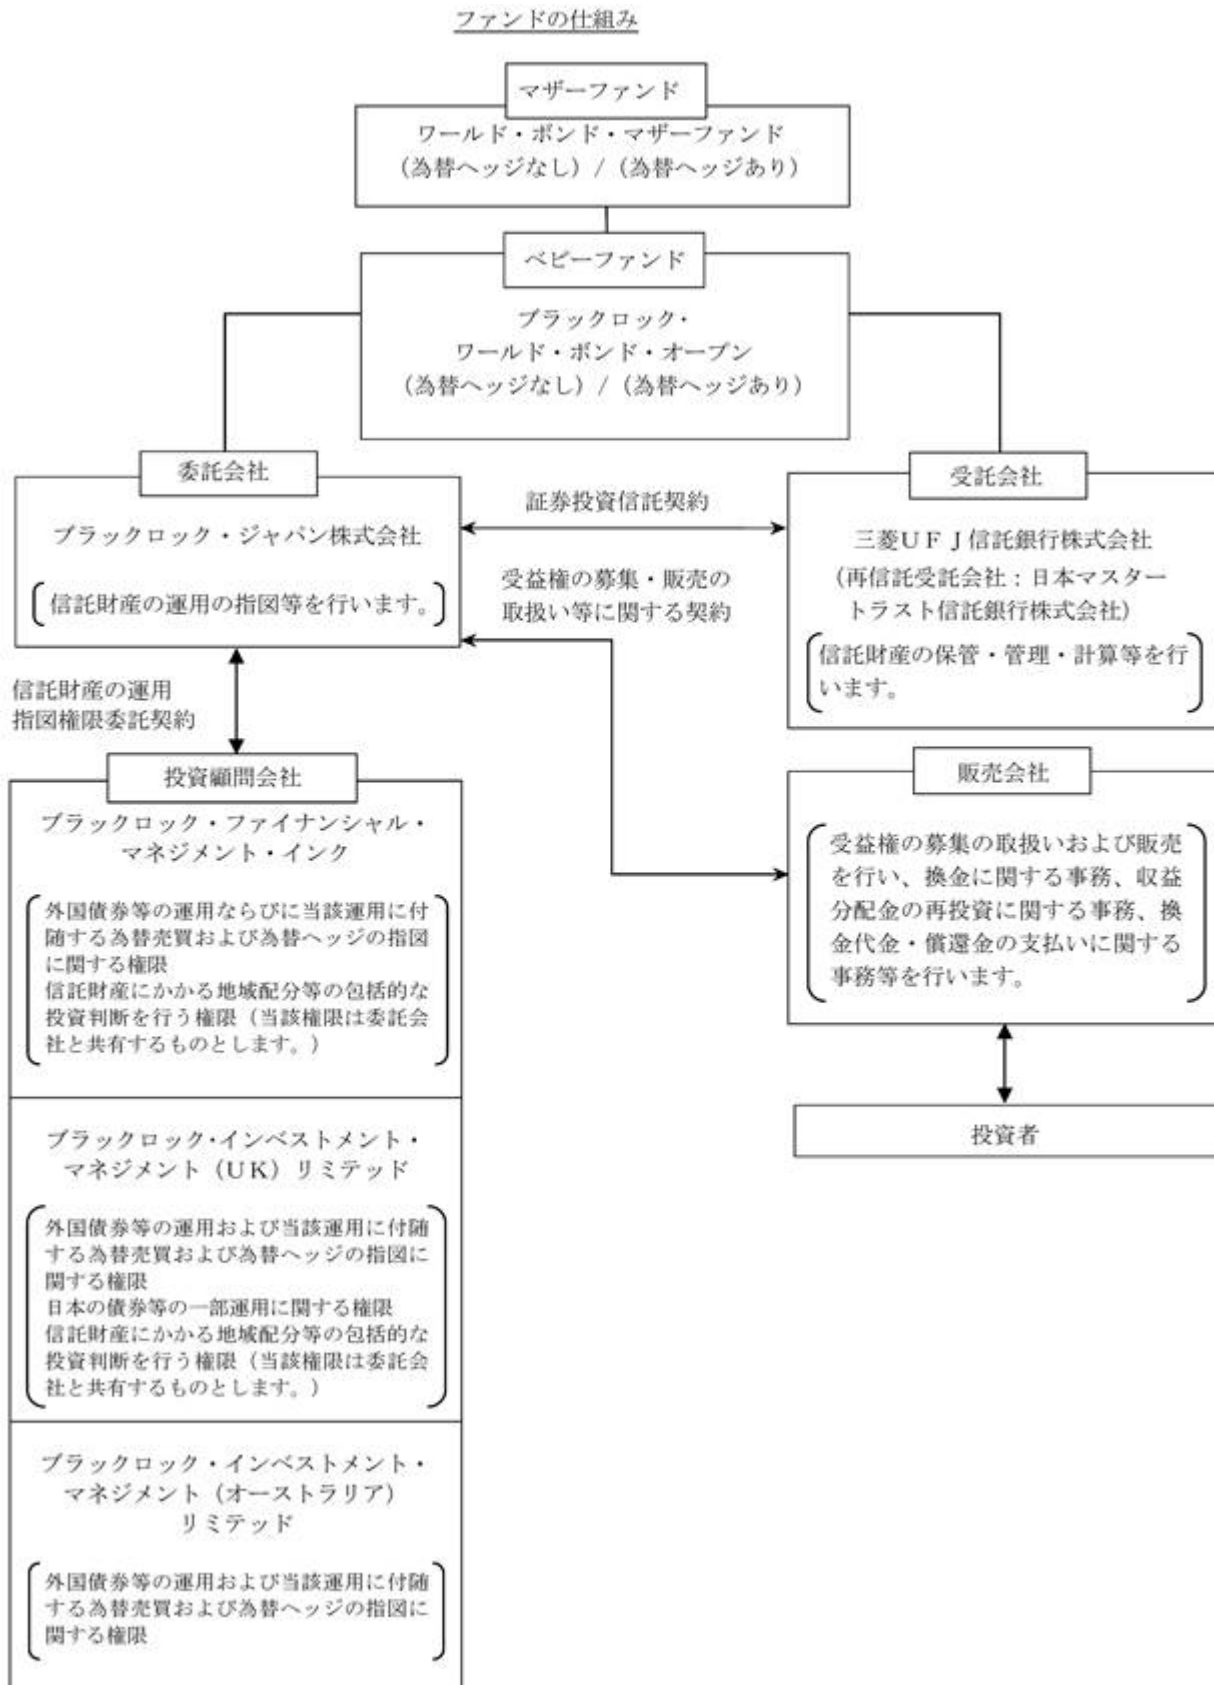 ファンドの仕組み
マザーファンド
ワールド・ボンド・マザーファンド
（為替ヘッジなし）/（為替ヘッジあり）
ベビーファンド
ブラックロック・
ワールド・ボンド・オープン
（為替ヘッジなし）/（為替ヘッジあり）
委託会社
ブラックロック・ジャパン株式会社
信託財産の運用の指図等を行います。
証券投資信託契約
受益権の募集・販売の
取扱い等に関する契約
受託会社
三菱ＵＦＪ信託銀行株式会社
（再信託受託会社：日本マスター
トラスト信託銀行株式会社）
信託財産の保管・管理・計算等を行
います。
信託財産の運用
指図権限委託契約
投資顧問会社
ブラックロック・ファイナンシャル・
マネジメント・インク
外国債券等の運用ならびに当該運用に付
随する為替売買および為替ヘッジの指図
に関する権限
信託財産にかかる地域配分等の包括的な
投資判断を行う権限（当該権限は委託会
社と共有するものとします。）
ブラックロック・インベストメント・
マネジメント（ＵＫ）リミテッド
外国債券等の運用および当該運用に付随
する為替売買および為替ヘッジの指図に
関する権限
日本の債券等の一部運用に関する権限
信託財産にかかる地域配分等の包括的な
投資判断を行う権限（当該権限は委託会
社と共有するものとします。）
ブラックロック・インベストメント・
マネジメント（オーストラリア）
リミテッド
外国債券等の運用および当該運用に付随
する為替売買および為替ヘッジの指図に
関する権限
販売会社
受益権の募集の取扱いおよび販売
を行い、換金に関する事務、収益
分配金の再投資に関する事務、換
金代金・償還金の支払いに関する
事務等を行います。
投資者